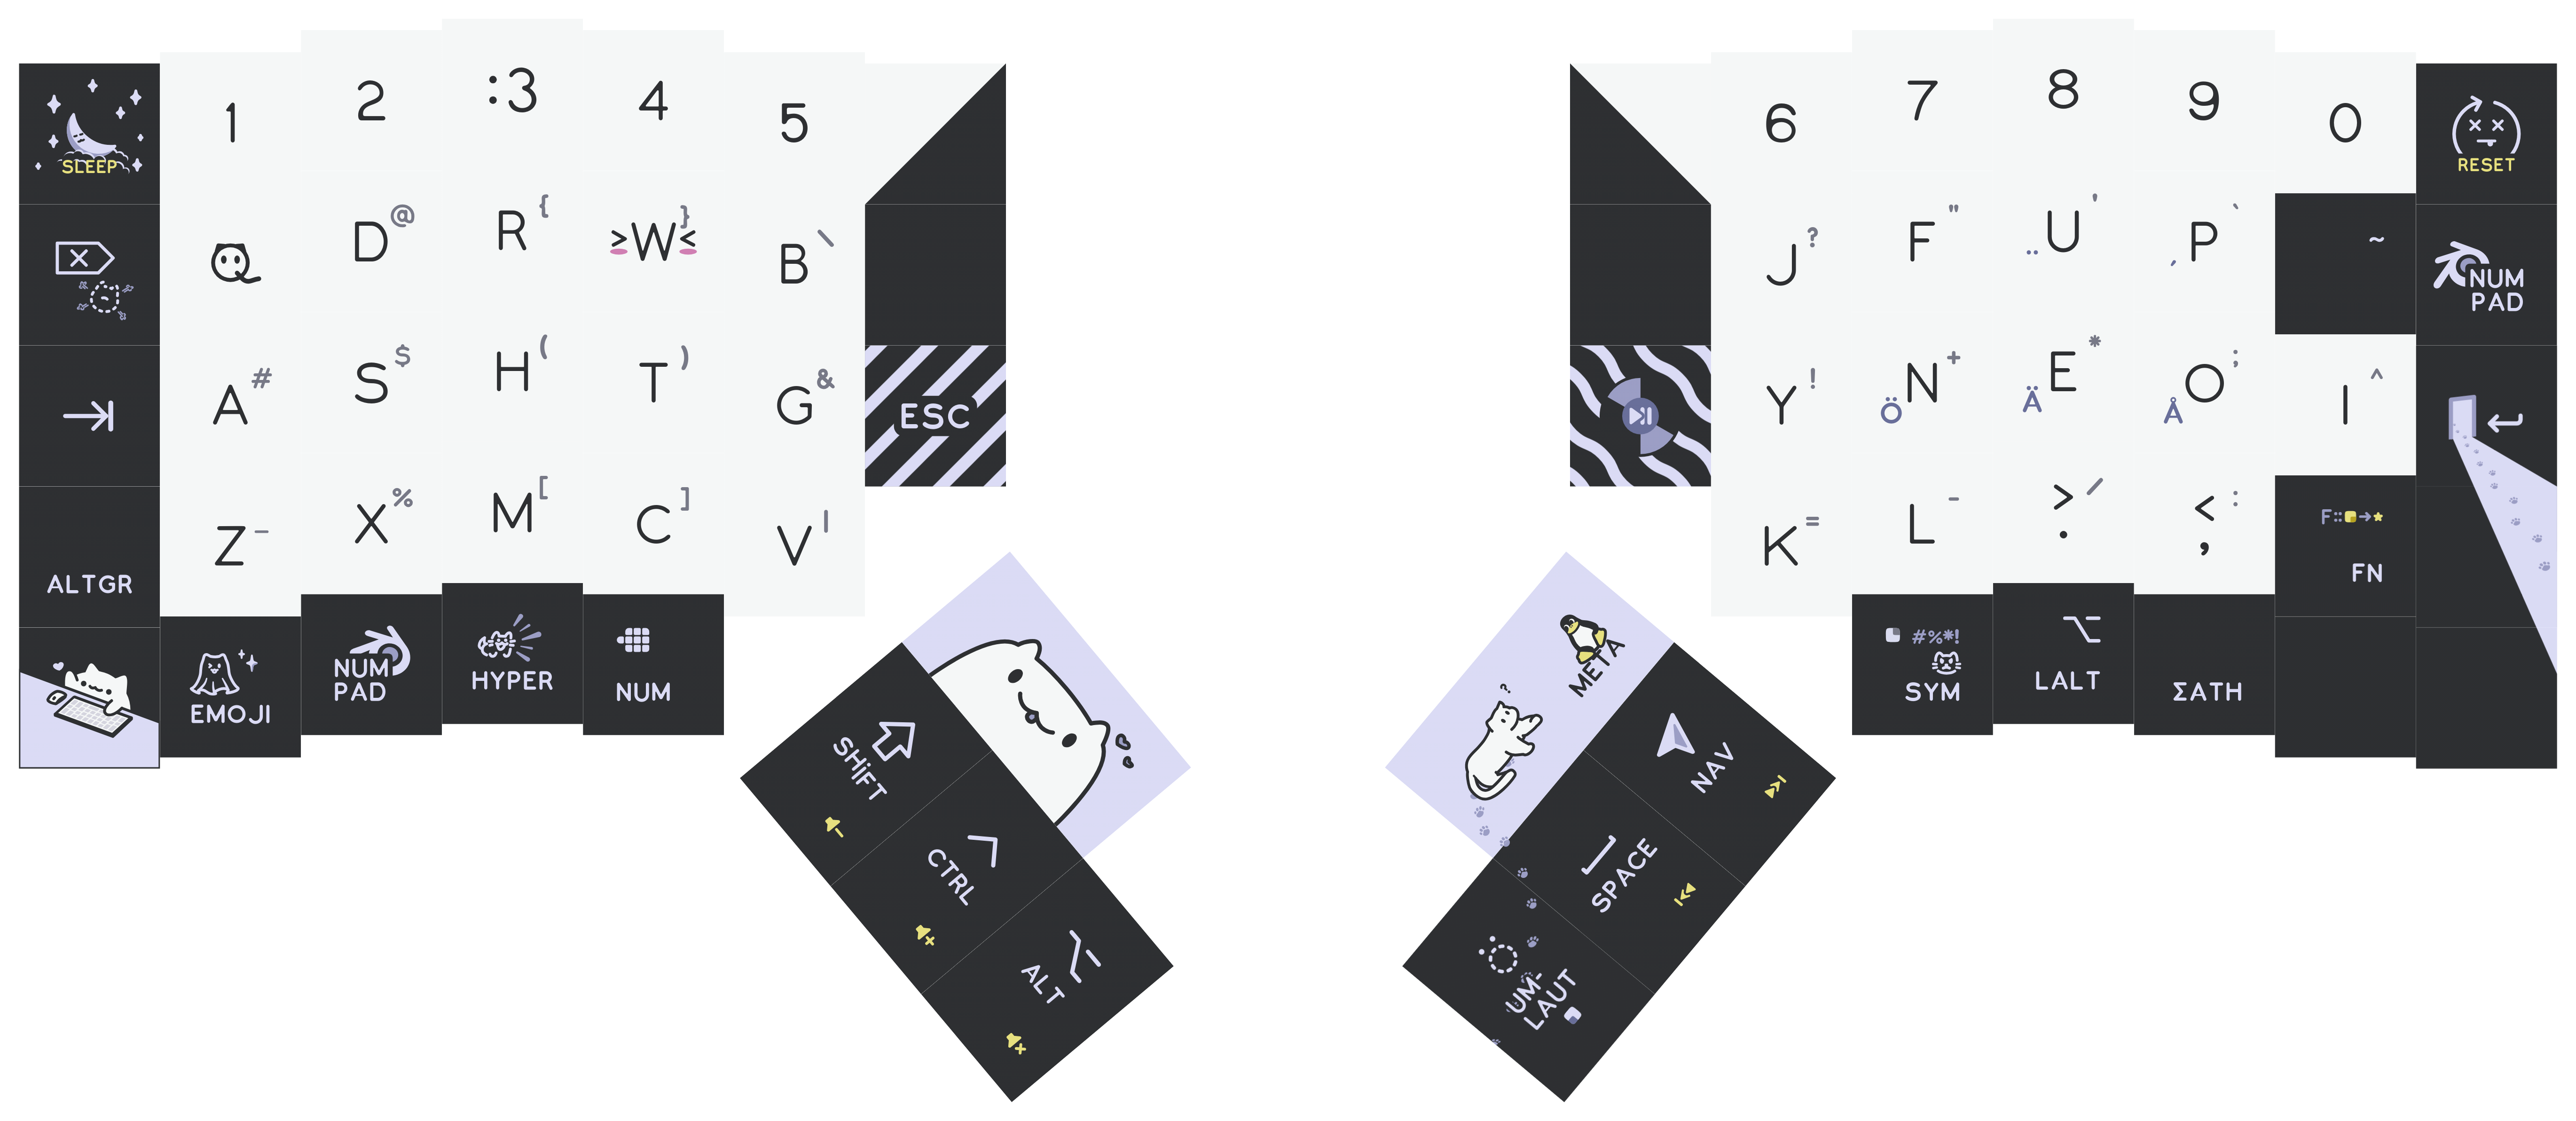 1 2 :3 4 5 6 7 8 9 0
SLEEP
RESET
Q D @ R { >W< } B \ J ? F " U ' ¨ P ` ´ ~
NUM
PAD
A # S $ H ( T ) G & ESC Y ! N + Ö E * Ä O ; Å I ^
Z _ X % M [ C ] V | K = L - > . / < , : F::→
ALTGR
FN
EMOJI
NUM
PAD
HYPER
NUM
#%*!
SYM
LALT
ΣATH
SHiFT
CTRL
ALT
?
META
NAV
SPACE
UM-
LAUT